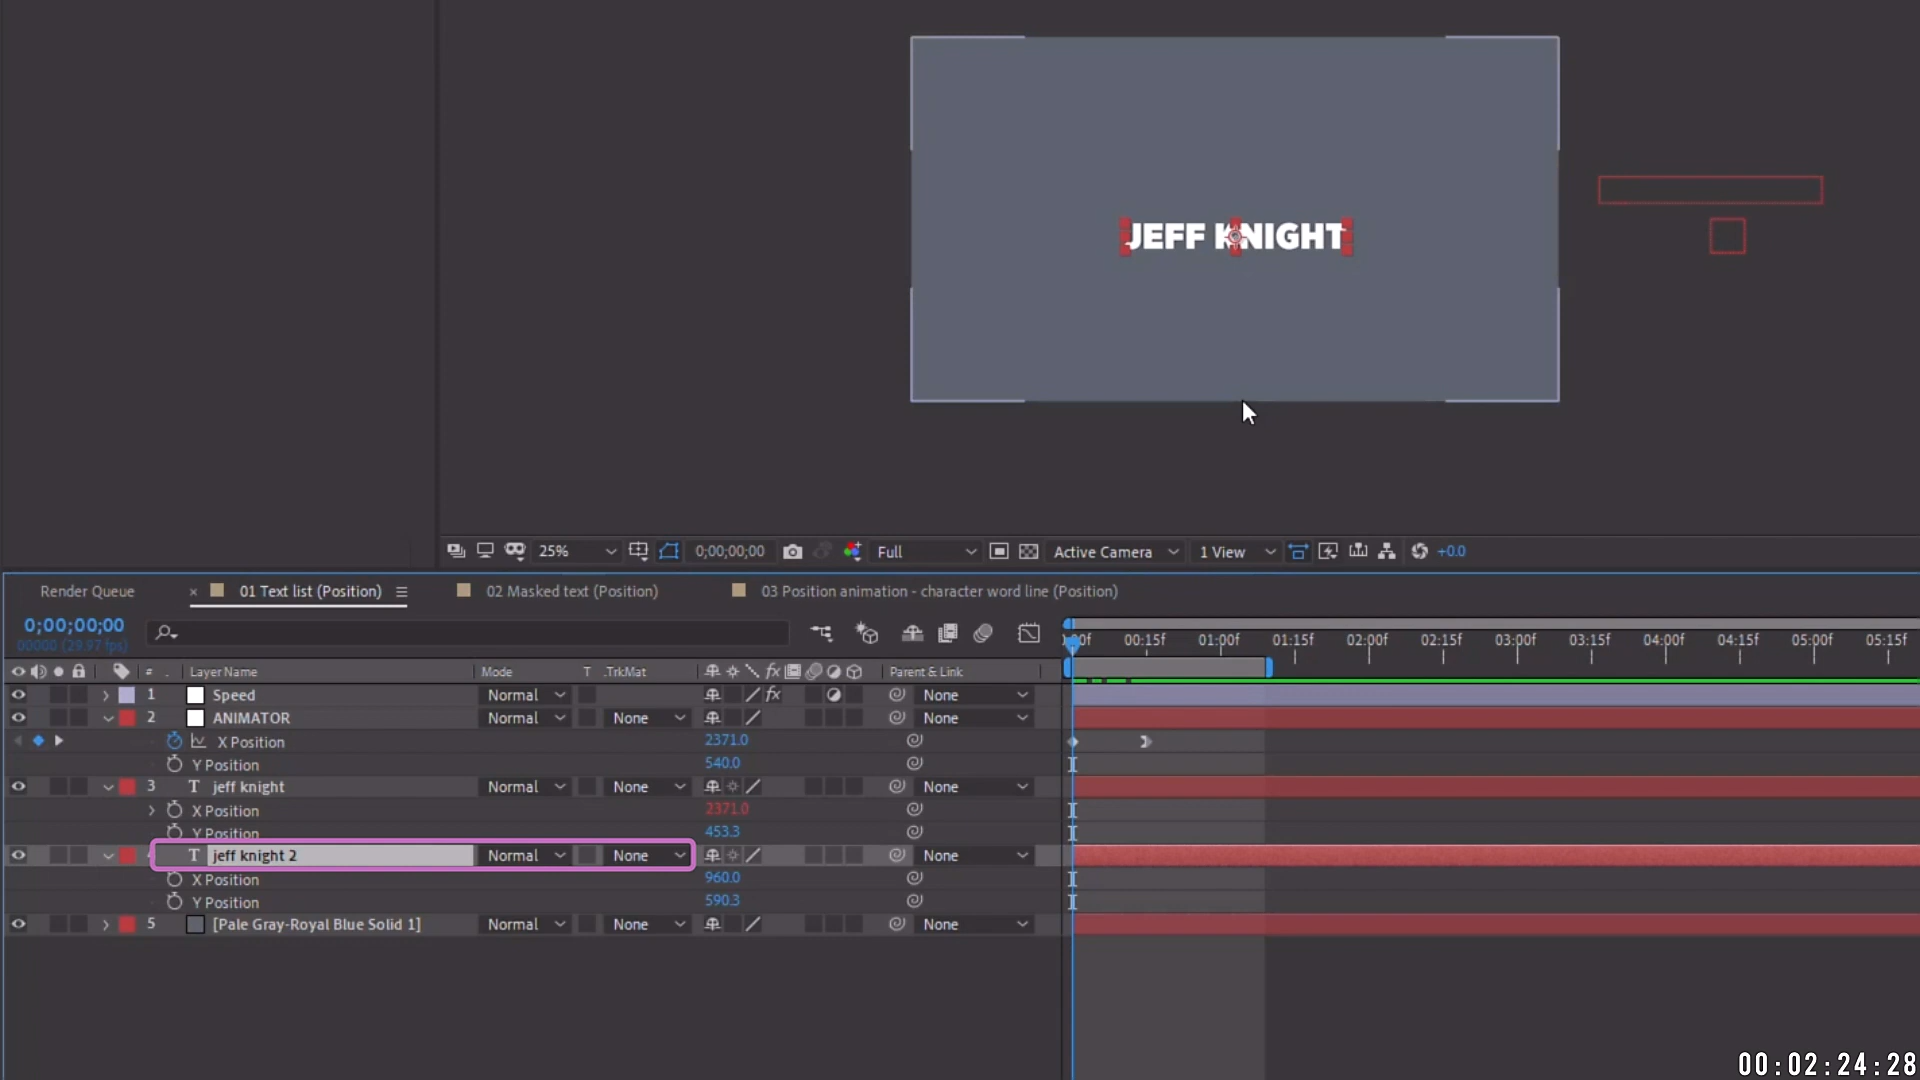 JEFF KNIGHT
25%
0;00;00;00
Full
Active Camera
1 View
+0.0
Render Queue
× 01 Text list (Position)
02 Masked text (Position)
03 Position animation - character word line (Position)
0;00;00;00
00000 (29.97 fps)
00:15f 01:00f 01:15f 02:00f 02:15f 03:00f 03:15f 04:00f 04:15f 05:00f 05:15f
# Layer Name Mode T .TrkMat fx Parent & Link
1 Speed Normal fx None
2 ANIMATOR Normal None None
X Position 2371.0
Y Position 540.0
3 T jeff knight Normal None None
X Position 2371.0
Y Position 453.3
T jeff knight 2 Normal None None
X Position 960.0
Y Position 590.3
5 [Pale Gray-Royal Blue Solid 1] Normal None None
00:02:24:28